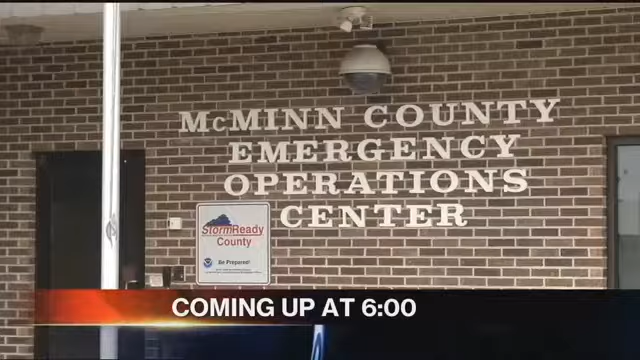 McMINN COUNTY
EMERGENCY
OPERATIONS
CENTER
StormReady
County
Be Prepared!
COMING UP AT 6:00